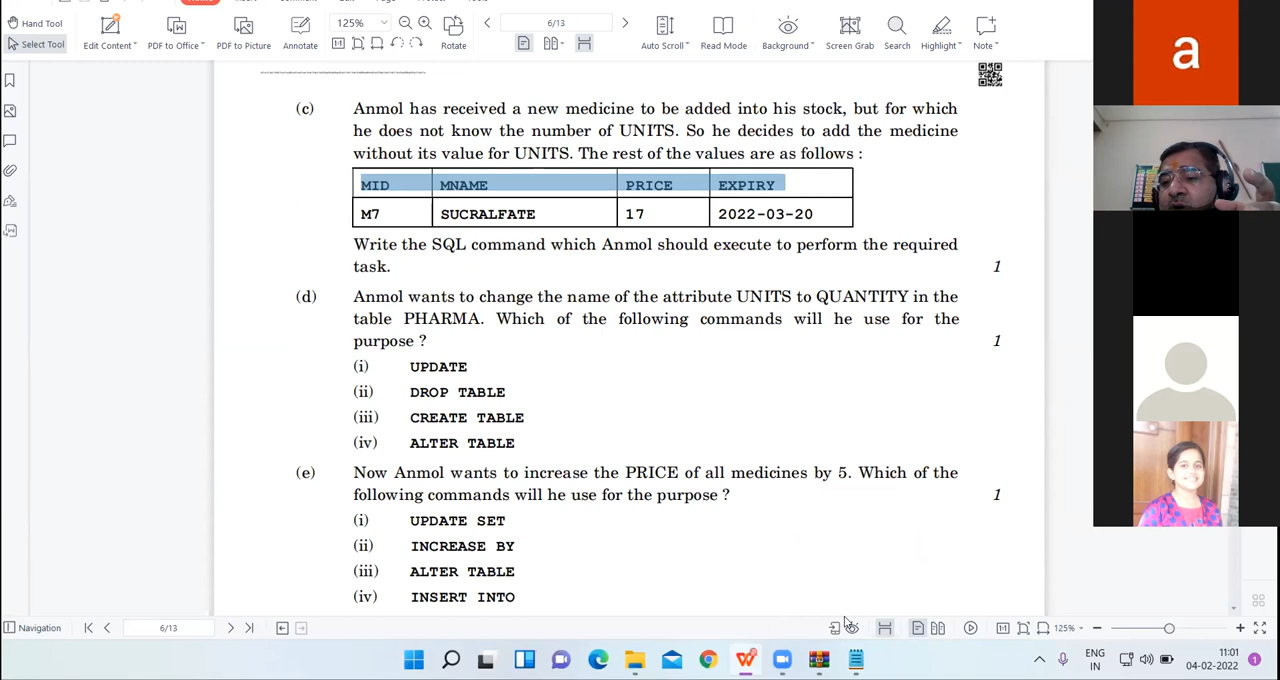 Hand Tool
Select Tool
Edit Content
PDF to Office
PDF to Picture
Annotate
125%
Rotate
6/13
Auto Scroll
Read Mode
Background
Screen Grab
Search
Highlight
Note
a
(c) Anmol has received a new medicine to be added into his stock, but for which
he does not know the number of UNITS. So he decides to add the medicine
without its value for UNITS. The rest of the values are as follows :
MID MNAME PRICE EXPIRY
M7 SUCRALFATE 17 2022-03-20
Write the SQL command which Anmol should execute to perform the required
task. 1
(d) Anmol wants to change the name of the attribute UNITS to QUANTITY in the
table PHARMA. Which of the following commands will he use for the
purpose ? 1
(i) UPDATE
(ii) DROP TABLE
(iii) CREATE TABLE
(iv) ALTER TABLE
(e) Now Anmol wants to increase the PRICE of all medicines by 5. Which of the
following commands will he use for the purpose ? 1
(i) UPDATE SET
(ii) INCREASE BY
(iii) ALTER TABLE
(iv) INSERT INTO
Navigation
6/13
125%
ENG
IN
11:01
04-02-2022
1